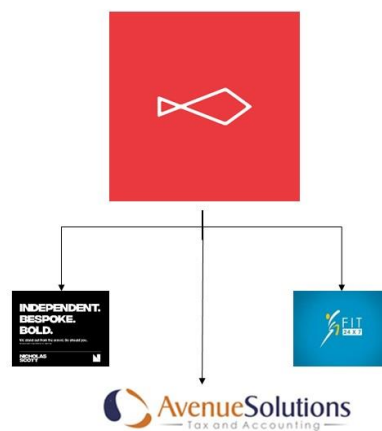 INDEPENDENT.
BESPOKE.
BOLD.
NICHOLAS
SCOTT
FIT
24X7
AvenueSolutions
Tax and Accounting